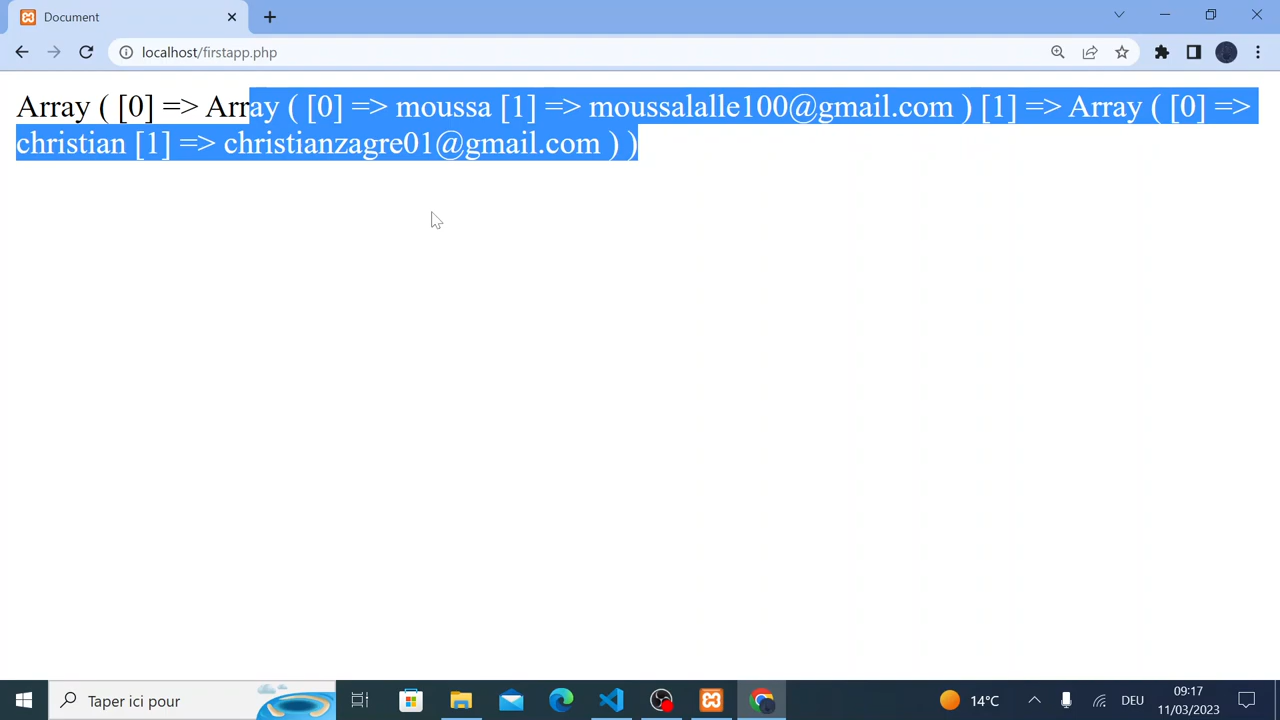 Document
localhost/firstapp.php
Array ( [0] => Array ( [0] => moussa [1] => moussalalle100@gmail.com ) [1] => Array ( [0] =>
christian [1] => christianzagre01@gmail.com ) )
Taper ici pour
14°C
DEU
09:17
11/03/2023